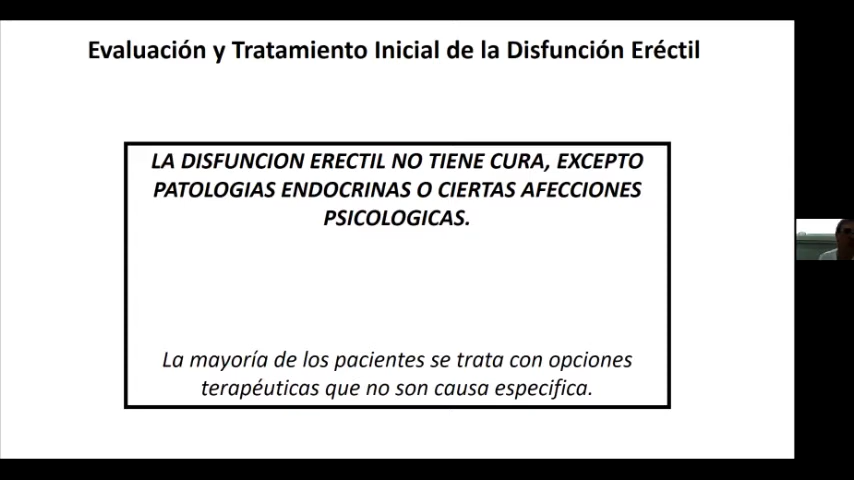 Evaluación y Tratamiento Inicial de la Disfunción Eréctil
LA DISFUNCION ERECTIL NO TIENE CURA, EXCEPTO
PATOLOGIAS ENDOCRINAS O CIERTAS AFECCIONES
PSICOLOGICAS.
La mayoría de los pacientes se trata con opciones
terapéuticas que no son causa especifica.